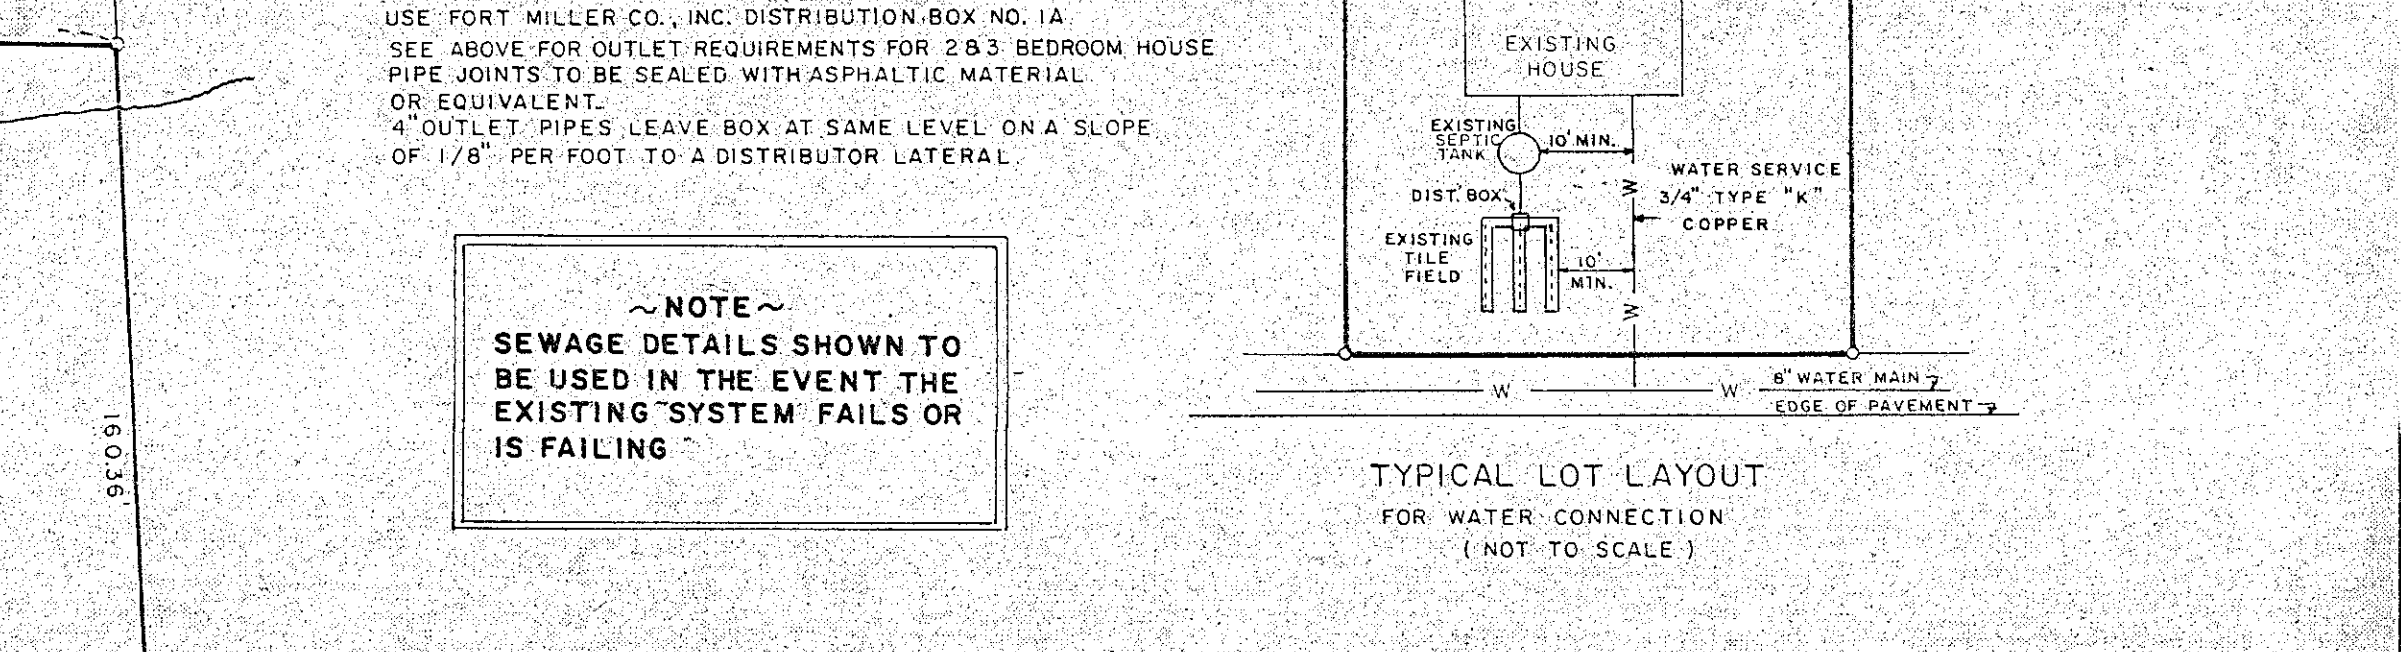 USE FORT MILLER CO., INC. DISTRIBUTION BOX NO. 1A
SEE ABOVE FOR OUTLET REQUIREMENTS FOR 2&3 BEDROOM HOUSE
PIPE JOINTS TO BE SEALED WITH ASPHALTIC MATERIAL
OR EQUIVALENT.
4" OUTLET PIPES LEAVE BOX AT SAME LEVEL ON A SLOPE
OF 1/8" PER FOOT TO A DISTRIBUTOR LATERAL.
~NOTE~
SEWAGE DETAILS SHOWN TO
BE USED IN THE EVENT THE
EXISTING SYSTEM FAILS OR
IS FAILING
160.36'
EXISTING
HOUSE
EXISTING
SEPTIC
TANK
10' MIN.
WATER SERVICE
3/4" TYPE "K"
COPPER
W
DIST. BOX
EXISTING
TILE
FIELD
10'
MIN.
W
W
W
8" WATER MAIN
EDGE OF PAVEMENT
TYPICAL LOT LAYOUT
FOR WATER CONNECTION
( NOT TO SCALE )